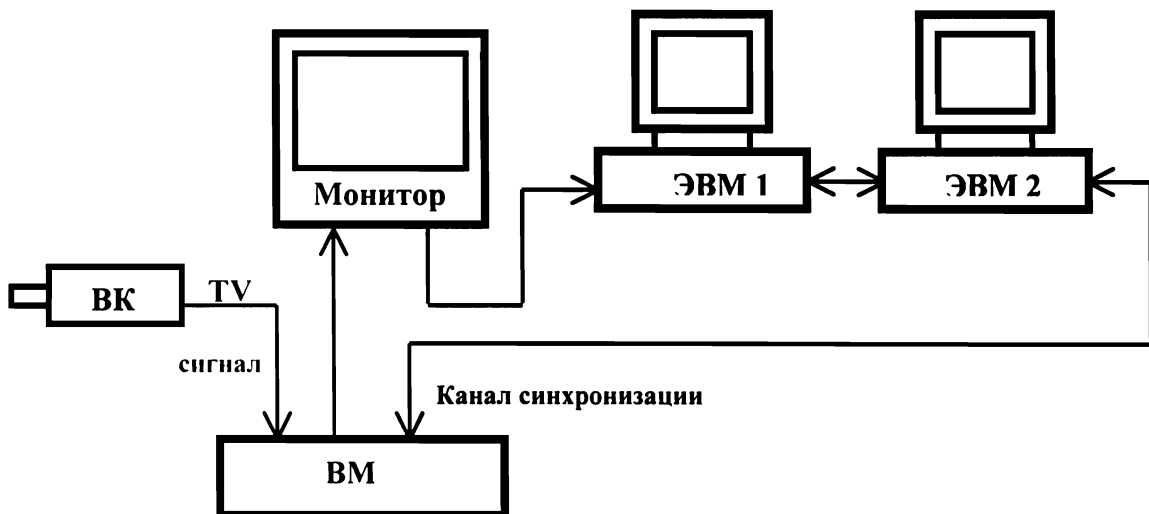 ЭВМ 1
ЭВМ 2
Монитор
ВК
TV
сигнал
Канал синхронизации
ВМ